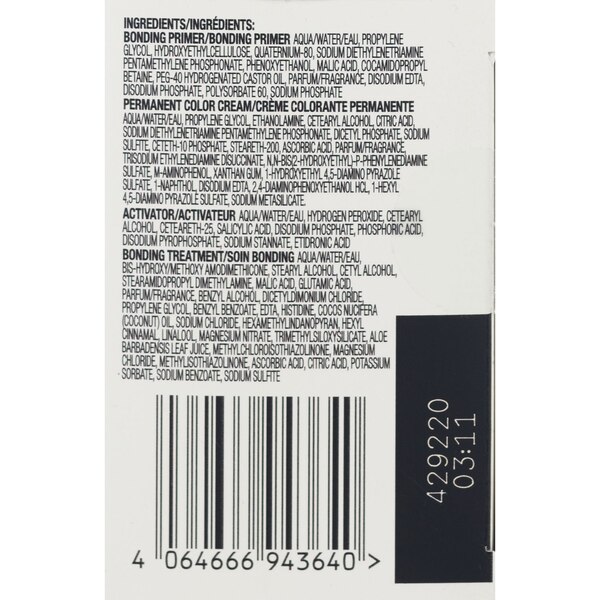 INGREDIENTS/INGRÉDIENTS:
BONDING PRIMER/BONDING PRIMER AQUA/WATER/EAU, PROPYLENE
GLYCOL, HYDROXYETHYLCELLULOSE, QUATERNIUM-80, SODIUM DIETHYLENETRIAMINE
PENTAMETHYLENE PHOSPHONATE, PHENOXYETHANOL, MALIC ACID, COCAMIDOPROPYL
BETAINE, PEG-40 HYDROGENATED CASTOR OIL, PARFUM/FRAGRANCE, DISODIUM EDTA,
DISODIUM PHOSPHATE, POLYSORBATE 60, SODIUM PHOSPHATE
PERMANENT COLOR CREAM/CRÈME COLORANTE PERMANENTE
AQUA/WATER/EAU, PROPYLENE GLYCOL, ETHANOLAMINE, CETEARYL ALCOHOL, CITRIC ACID,
SODIUM DIETHYLENETRIAMINE PENTAMETHYLENE PHOSPHONATE, DICETYL PHOSPHATE, SODIUM
SULFITE, CETETH-10 PHOSPHATE, STEARETH-200, ASCORBIC ACID, PARFUM/FRAGRANCE,
TRISODIUM ETHYLENEDIAMINE DISUCCINATE, N,N-BIS(2-HYDROXYETHYL)-P-PHENYLENEDIAMINE
SULFATE, M-AMINOPHENOL, XANTHAN GUM, 1-HYDROXYETHYL 4,5-DIAMINO PYRAZOLE
SULFATE, 1-NAPHTHOL, DISODIUM EDTA, 2,4-DIAMINOPHENOXYETHANOL HCL, 1-HEXYL
4,5-DIAMINO PYRAZOLE SULFATE, SODIUM METASILICATE.
ACTIVATOR/ACTIVATEUR AQUA/WATER/EAU, HYDROGEN PEROXIDE, CETEARYL
ALCOHOL, CETEARETH-25, SALICYLIC ACID, DISODIUM PHOSPHATE, PHOSPHORIC ACID,
DISODIUM PYROPHOSPHATE, SODIUM STANNATE, ETIDRONIC ACID
BONDING TREATMENT/SOIN BONDING AQUA/WATER/EAU,
BIS-HYDROXY/METHOXY AMODIMETHICONE, STEARYL ALCOHOL, CETYL ALCOHOL,
STEARAMIDOPROPYL DIMETHYLAMINE, MALIC ACID, GLUTAMIC ACID,
PARFUM/FRAGRANCE, BENZYL ALCOHOL, DICETYLDIMONIUM CHLORIDE,
PROPYLENE GLYCOL, BENZYL BENZOATE, EDTA, HISTIDINE, COCOS NUCIFERA
(COCONUT) OIL, SODIUM CHLORIDE, HEXAMETHYLINDANOPYRAN, HEXYL
CINNAMAL, LINALOOL, MAGNESIUM NITRATE, TRIMETHYLSILOXYSILICATE, ALOE
BARBADENSIS LEAF JUICE, METHYLCHLOROISOTHIAZOLINONE, MAGNESIUM
CHLORIDE, METHYLISOTHIAZOLINONE, ASCORBIC ACID, CITRIC ACID, POTASSIUM
SORBATE, SODIUM BENZOATE, SODIUM SULFITE
4 064666 943640 >
429220
03:11